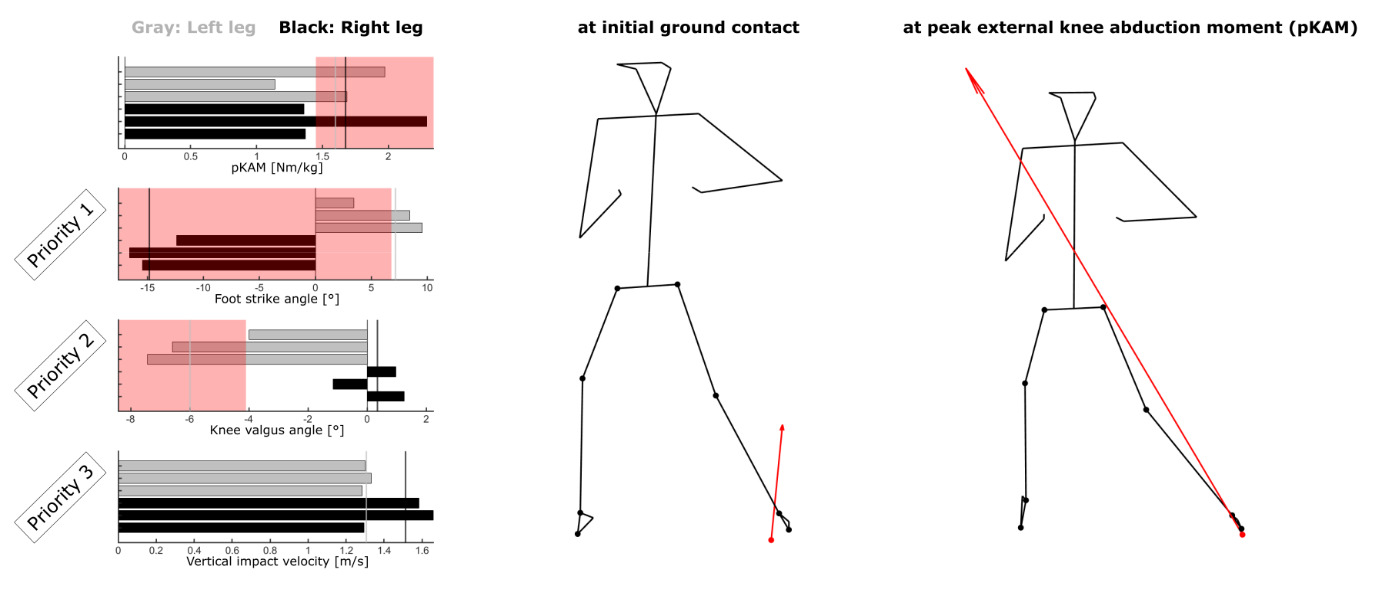 Gray: Left leg Black: Right leg
at initial ground contact
at peak external knee abduction moment (pKAM)
0 0.5 1 1.5 2
pKAM [Nm/kg]
Priority 1
-15 -10 -5 0 5 10
Foot strike angle [°]
Priority 2
-8 -6 -4 -2 0 2
Knee valgus angle [°]
Priority 3
0 0.2 0.4 0.6 0.8 1 1.2 1.4 1.6
Vertical impact velocity [m/s]